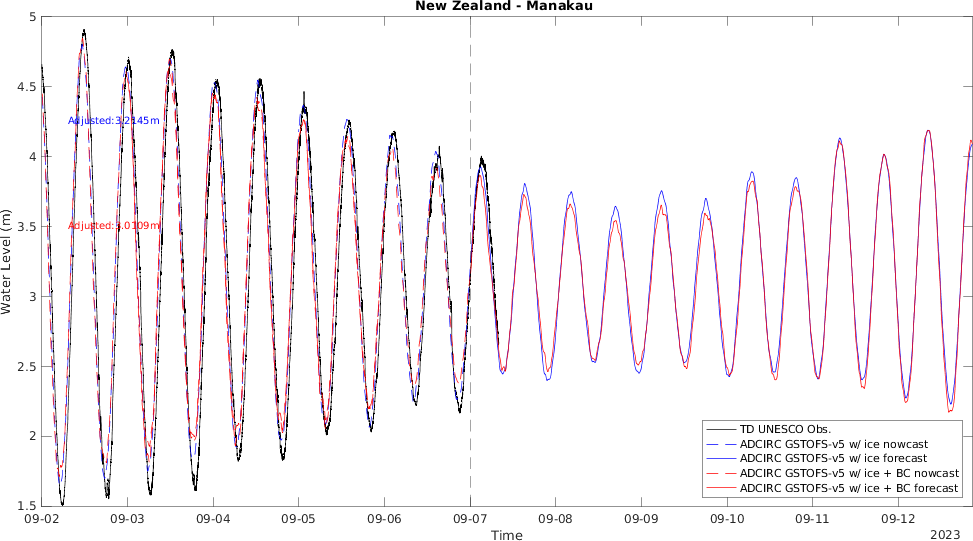 New Zealand - Manakau
Water Level (m)
5
4.5
4
3.5
3
2.5
2
1.5
Adjusted:3.2145m
Adjusted:3.0109m
TD UNESCO Obs.
ADCIRC GSTOFS-v5 w/ ice nowcast
ADCIRC GSTOFS-v5 w/ ice forecast
ADCIRC GSTOFS-v5 w/ ice + BC nowcast
ADCIRC GSTOFS-v5 w/ ice + BC forecast
09-02 09-03 09-04 09-05 09-06 09-07 09-08 09-09 09-10 09-11 09-12
Time
2023